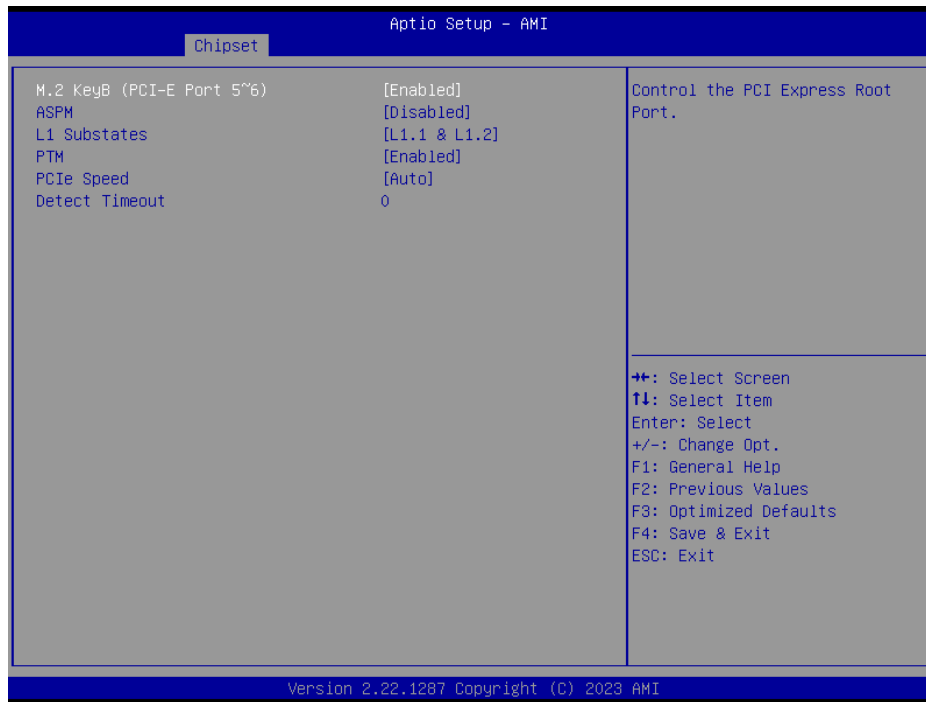 Aptio Setup – AMI
Chipset
M.2 KeyB (PCI-E Port 5~6) [Enabled]
ASPM [Disabled]
L1 Substates [L1.1 & L1.2]
PTM [Enabled]
PCIe Speed [Auto]
Detect Timeout 0
Control the PCI Express Root
Port.
→←: Select Screen
↑↓: Select Item
Enter: Select
+/-: Change Opt.
F1: General Help
F2: Previous Values
F3: Optimized Defaults
F4: Save & Exit
ESC: Exit
Version 2.22.1287 Copyright (C) 2023 AMI